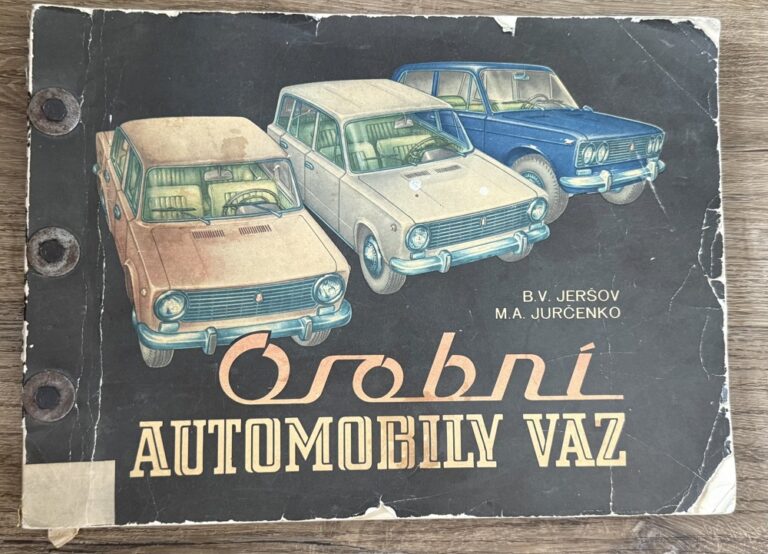 B.V. JERŠOV
M.A. JURČENKO
Osobní
AUTOMOBILY VAZ